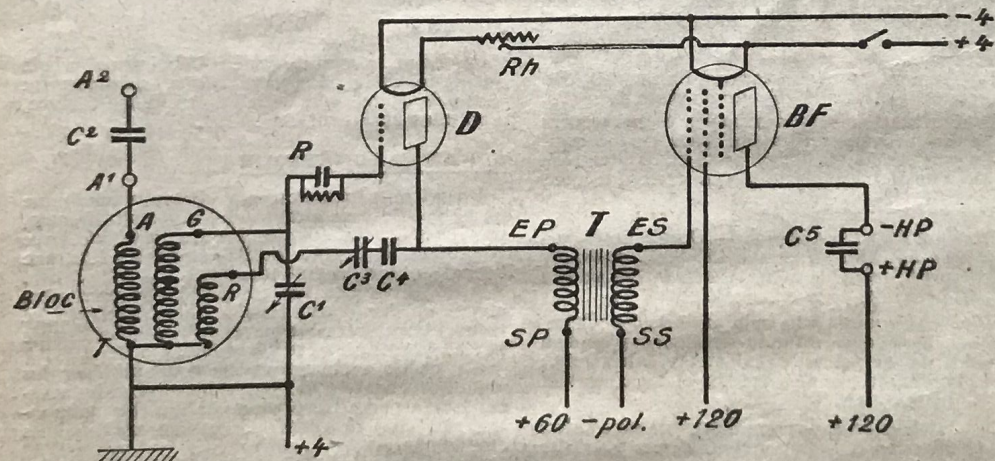 -4
+4
Rh
A2
C2
A1
D
BF
R
A
G
R
Bloc
T
C3 C4
C1
EP
T
ES
C5
-HP
+HP
SP
SS
+4
+60 -pol. +120
+120